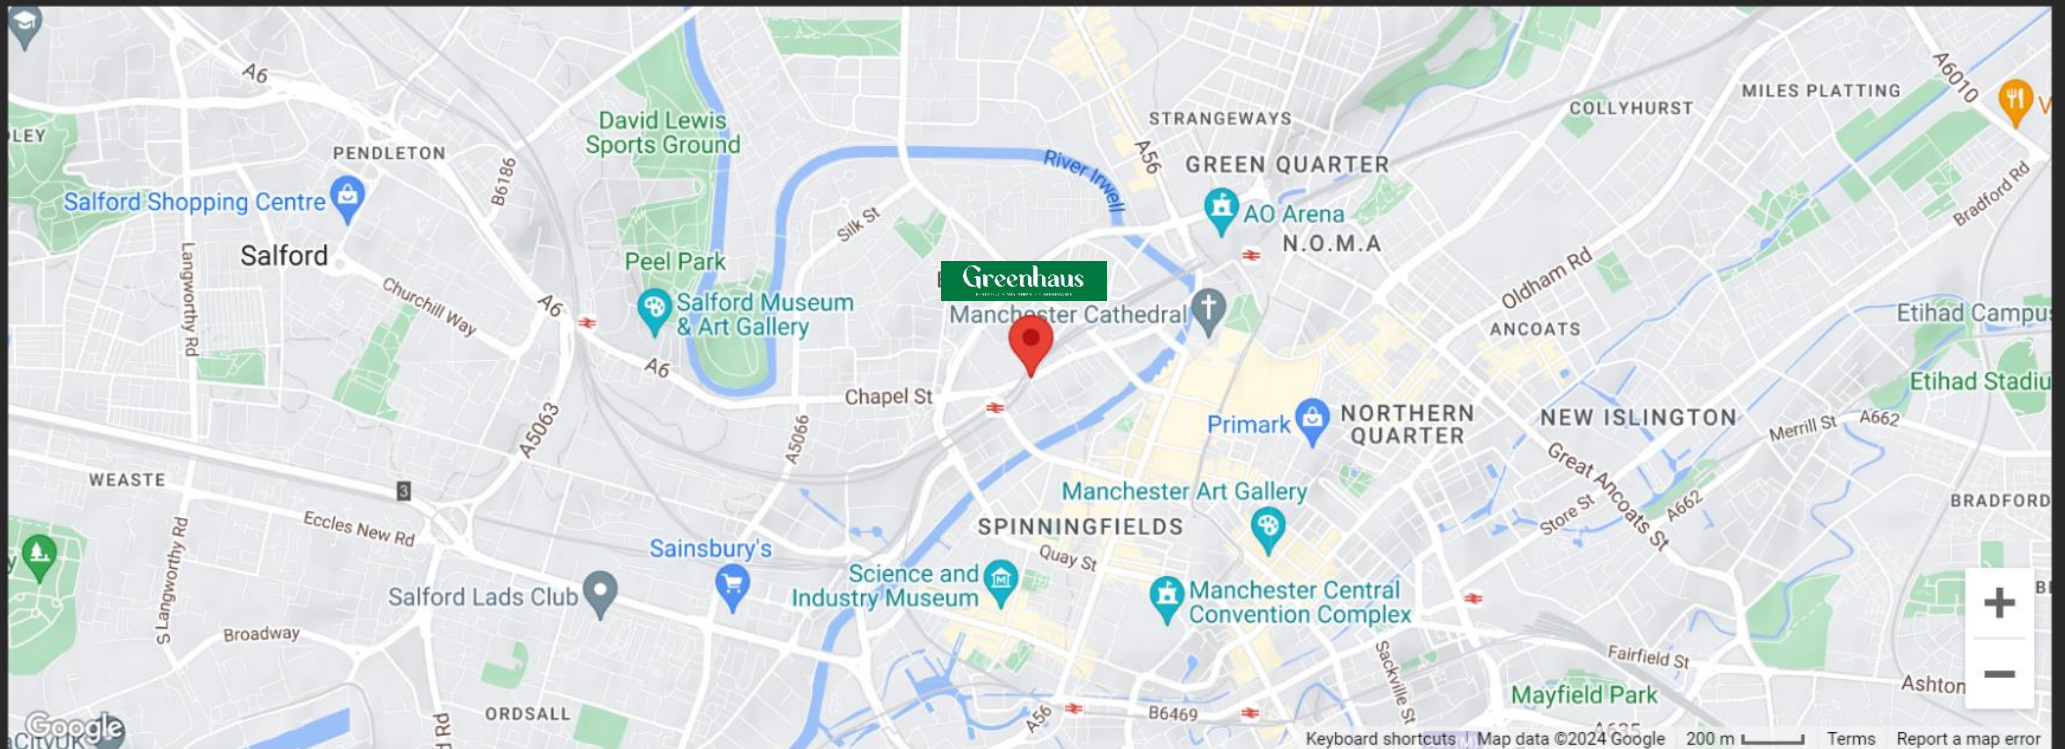 A6
A6010
MILES PLATTING
COLLYHURST
STRANGEWAYS
David Lewis
Sports Ground
PENDLETON
B6186
River Irwell
A56
GREEN QUARTER
Bradford Rd
Salford Shopping Centre
Silk St
AO Arena
N.O.M.A
Salford
Langworthy Rd
Peel Park
Greenhaus
Churchill Way
A6
Salford Museum
& Art Gallery
Manchester Cathedral
Oldham Rd
ANCOATS
Etihad Campus
A6
Chapel St
Etihad Stadiu
A5063
A5066
Primark
NORTHERN
QUARTER
NEW ISLINGTON
Merrill St
A662
WEASTE
3
Great Ancoats St
Manchester Art Gallery
Store St
A662
BRADFORD
Eccles New Rd
SPINNINGFIELDS
Quay St
Sainsbury's
S Langworthy Rd
Salford Lads Club
Science and
Industry Museum
Manchester Central
Convention Complex
Broadway
Sackville St
Fairfield St
Mayfield Park
Ashton
ORDSALL
A56
B6469
A635
Google
Keyboard shortcuts
Map data ©2024 Google
200 m
Terms
Report a map error